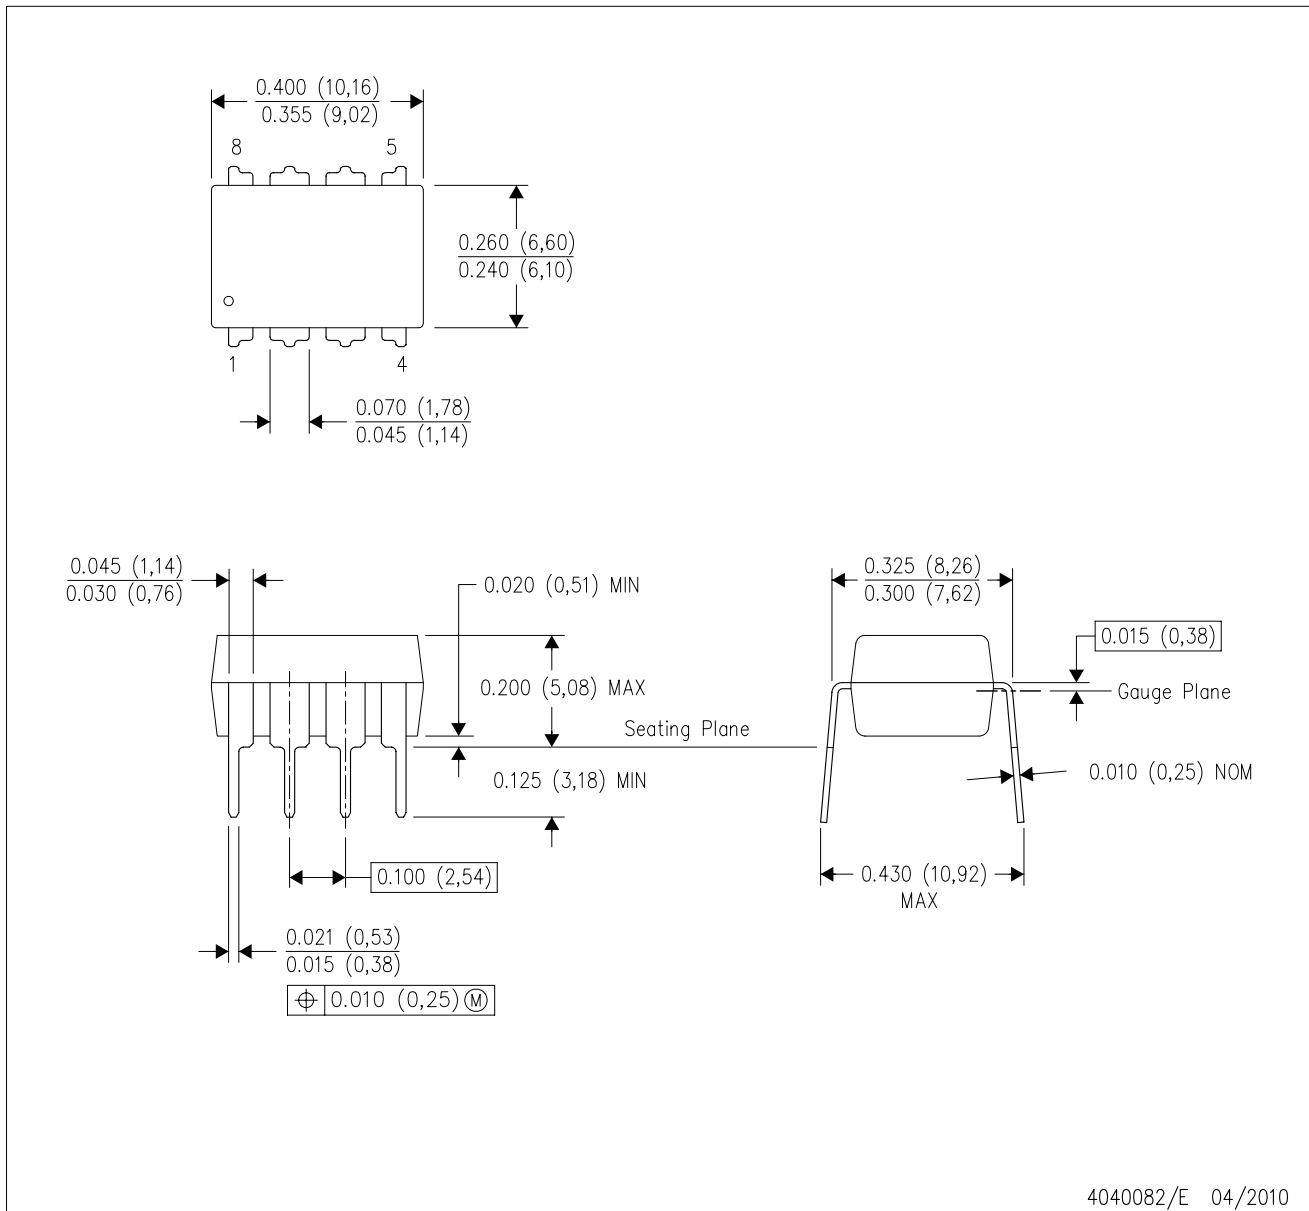 0.400 (10,16)
0.355 (9,02)
8
5
0.260 (6,60)
0.240 (6,10)
1
4
0.070 (1,78)
0.045 (1,14)
0.045 (1,14)
0.030 (0,76)
0.020 (0,51) MIN
0.325 (8,26)
0.300 (7,62)
0.015 (0,38)
0.200 (5,08) MAX
Gauge Plane
Seating Plane
0.125 (3,18) MIN
0.010 (0,25) NOM
0.100 (2,54)
0.430 (10,92)
MAX
0.021 (0,53)
0.015 (0,38)
⌖ 0.010 (0,25) Ⓜ
4040082/E 04/2010